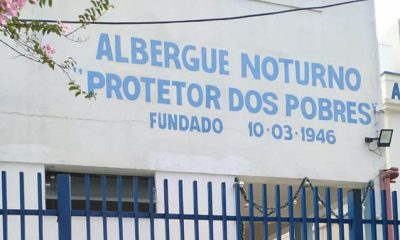 ALBERGUE NOTURNO
"PROTETOR DOS POBRES
FUNDADO 10·03·1946
A